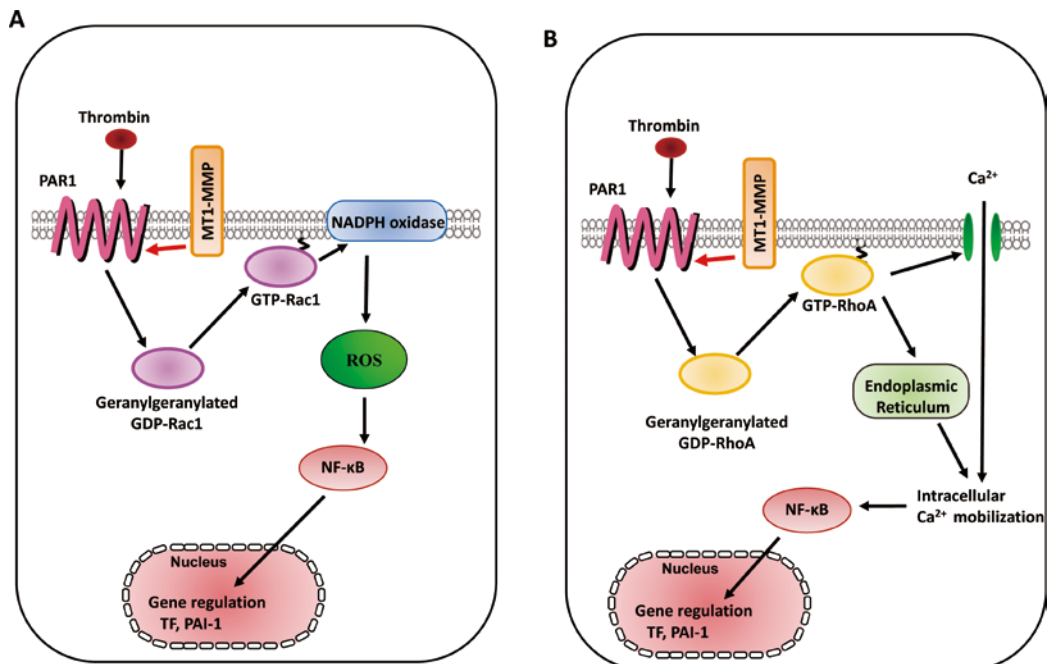 A
Thrombin
PAR1
MT1-MMP
NADPH oxidase
GTP-Rac1
ROS
Geranylgeranylated
GDP-Rac1
NF-κB
Nucleus
Gene regulation
TF, PAI-1
B
Thrombin
Ca²⁺
PAR1
MT1-MMP
GTP-RhoA
Endoplasmic
Reticulum
Geranylgeranylated
GDP-RhoA
Intracellular
Ca²⁺ mobilization
NF-κB
Nucleus
Gene regulation
TF, PAI-1